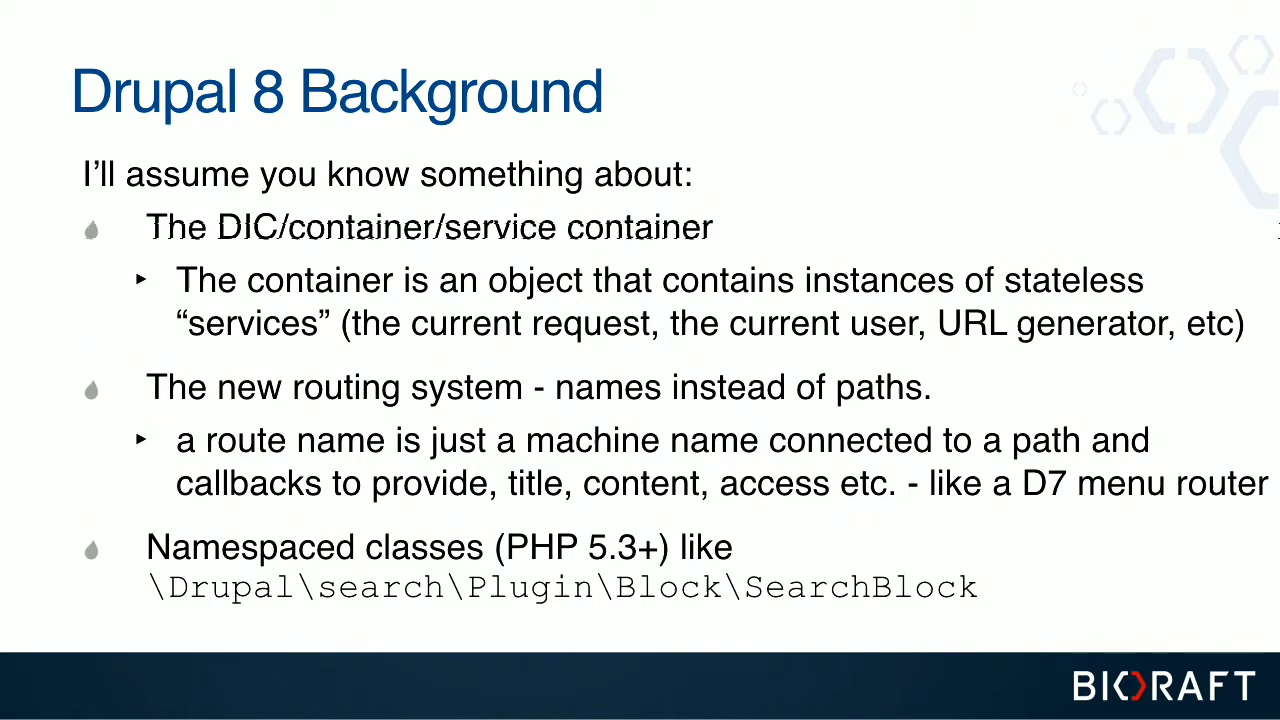 Drupal 8 Background
I’ll assume you know something about:
The DIC/container/service container
The container is an object that contains instances of stateless
“services” (the current request, the current user, URL generator, etc)
The new routing system - names instead of paths.
a route name is just a machine name connected to a path and
callbacks to provide, title, content, access etc. - like a D7 menu router
Namespaced classes (PHP 5.3+) like
\Drupal\search\Plugin\Block\SearchBlock
BIORAFT